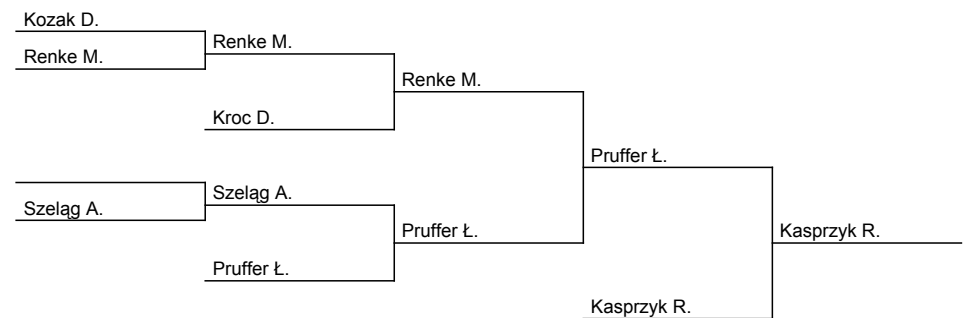 Kozak D.
Renke M.
Renke M.
Renke M.
Kroc D.
Pruffer Ł.
Szeląg A.
Szeląg A.
Pruffer Ł.
Kasprzyk R.
Pruffer Ł.
Kasprzyk R.